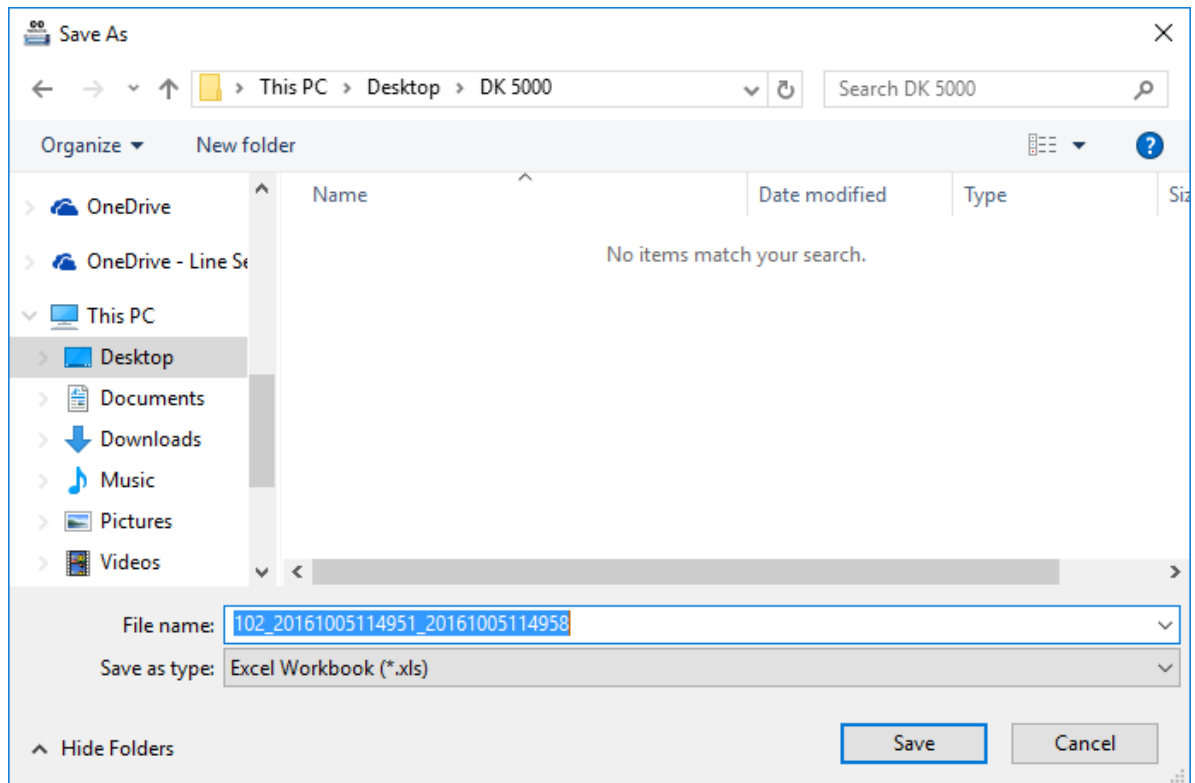 Save As
This PC > Desktop > DK 5000
Search DK 5000
Organize
New folder
Name
Date modified
Type
Siz
No items match your search.
OneDrive
OneDrive - Line Se
This PC
Desktop
Documents
Downloads
Music
Pictures
Videos
File name: 102_20161005114951_20161005114958
Save as type: Excel Workbook (*.xls)
Hide Folders
Save
Cancel